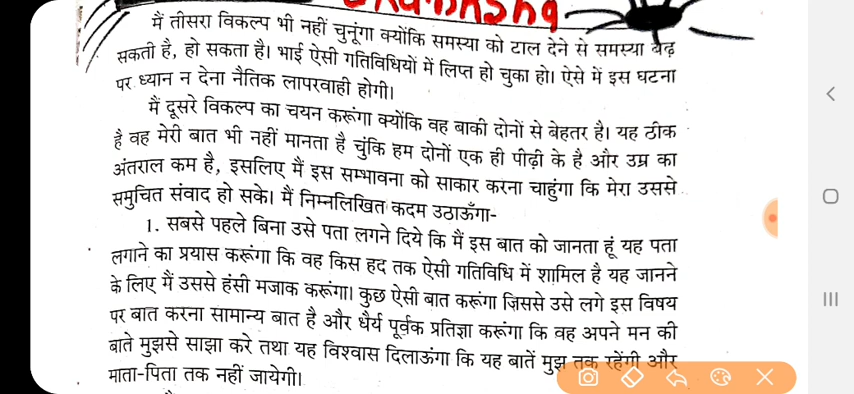 मैं तीसरा विकल्प भी नहीं चुनूंगा क्योंकि समस्या को टाल देने से समस्या बढ़
सकती है, हो सकता है। भाई ऐसी गतिविधियों में लिप्त हो चुका हो। ऐसे में इस घटना
पर ध्यान न देना नैतिक लापरवाही होगी।
मैं दूसरे विकल्प का चयन करूंगा क्योंकि वह बाकी दोनों से बेहतर है। यह ठीक
है वह मेरी बात भी नहीं मानता है चुंकि हम दोनों एक ही पीढ़ी के है और उम्र का
अंतराल कम है, इसलिए मैं इस सम्भावना को साकार करना चाहुंगा कि मेरा उससे
समुचित संवाद हो सके। मैं निम्नलिखित कदम उठाऊँगा-
1. सबसे पहले बिना उसे पता लगने दिये कि मैं इस बात को जानता हूं यह पता
लगाने का प्रयास करूंगा कि वह किस हद तक ऐसी गतिविधि में शामिल है यह जानने
के लिए मैं उससे हंसी मजाक करूंगा। कुछ ऐसी बात करूंगा जिससे उसे लगे इस विषय
पर बात करना सामान्य बात है और धैर्य पूर्वक प्रतिज्ञा करूंगा कि वह अपने मन की
बाते मुझसे साझा करे तथा यह विश्वास दिलाऊंगा कि यह बातें मुझ तक रहेंगी और
माता-पिता तक नहीं जायेगी।